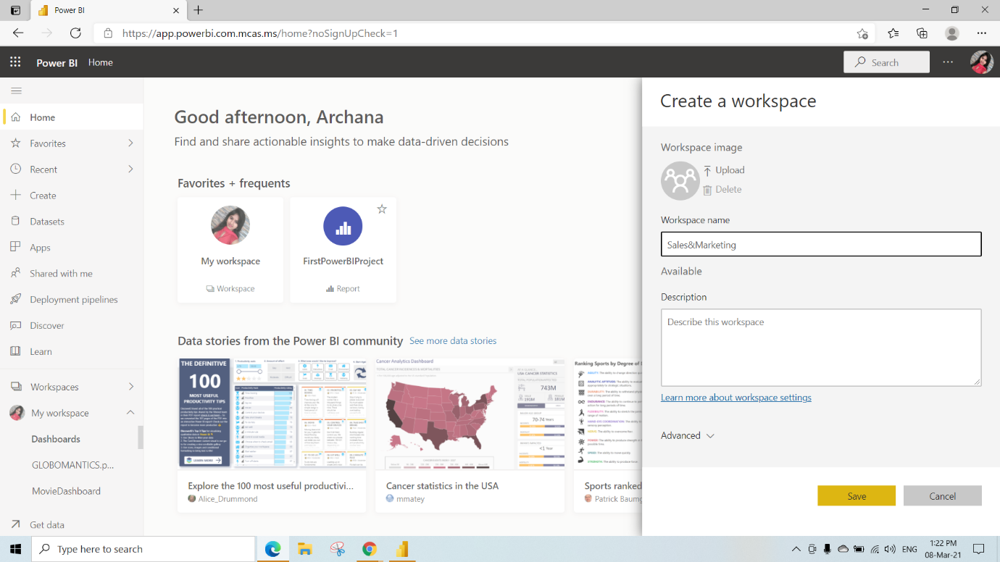 Power BI
https://app.powerbi.com.mcas.ms/home?noSignUpCheck=1
Power BI Home
Search
Home
Favorites
Recent
Create
Datasets
Apps
Shared with me
Deployment pipelines
Discover
Learn
Workspaces
My workspace
Dashboards
GLOBOMANTICS.p...
MovieDashboard
Get data
Good afternoon, Archana
Find and share actionable insights to make data-driven decisions
Favorites + frequents
My workspace
Workspace
FirstPowerBIProject
Report
Data stories from the Power BI community See more data stories
THE DEFINITIVE
100
MOST USEFUL
PRODUCTIVITY TIPS
LEARN MORE
Explore the 100 most useful productivi...
Alice_Drummond
Cancer Analytics Dashboard
USA CANCER STATISTICS
743M
70-74 Years
<1 Year
Cancer statistics in the USA
mmatey
Ranking Sports by Degree of
Sports ranked
Patrick Baumg
Create a workspace
Workspace image
Upload
Delete
Workspace name
Sales&Marketing
Available
Description
Describe this workspace
Learn more about workspace settings
Advanced
Save
Cancel
Type here to search
ENG
1:22 PM
08-Mar-21